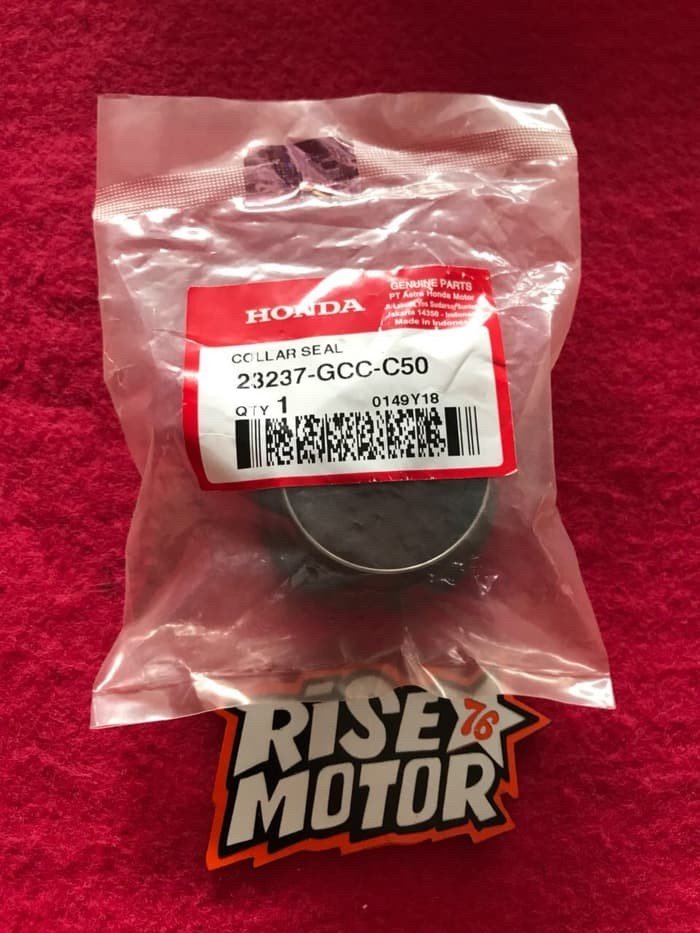 HONDA
GENUINE PARTS
PT Astra Honda Motor
Jakarta 14350 - Indonesia
Made in Indonesia
COLLAR SEAL
23237-GCC-C50
QTY 1
0149Y18
RISE 76
MOTOR